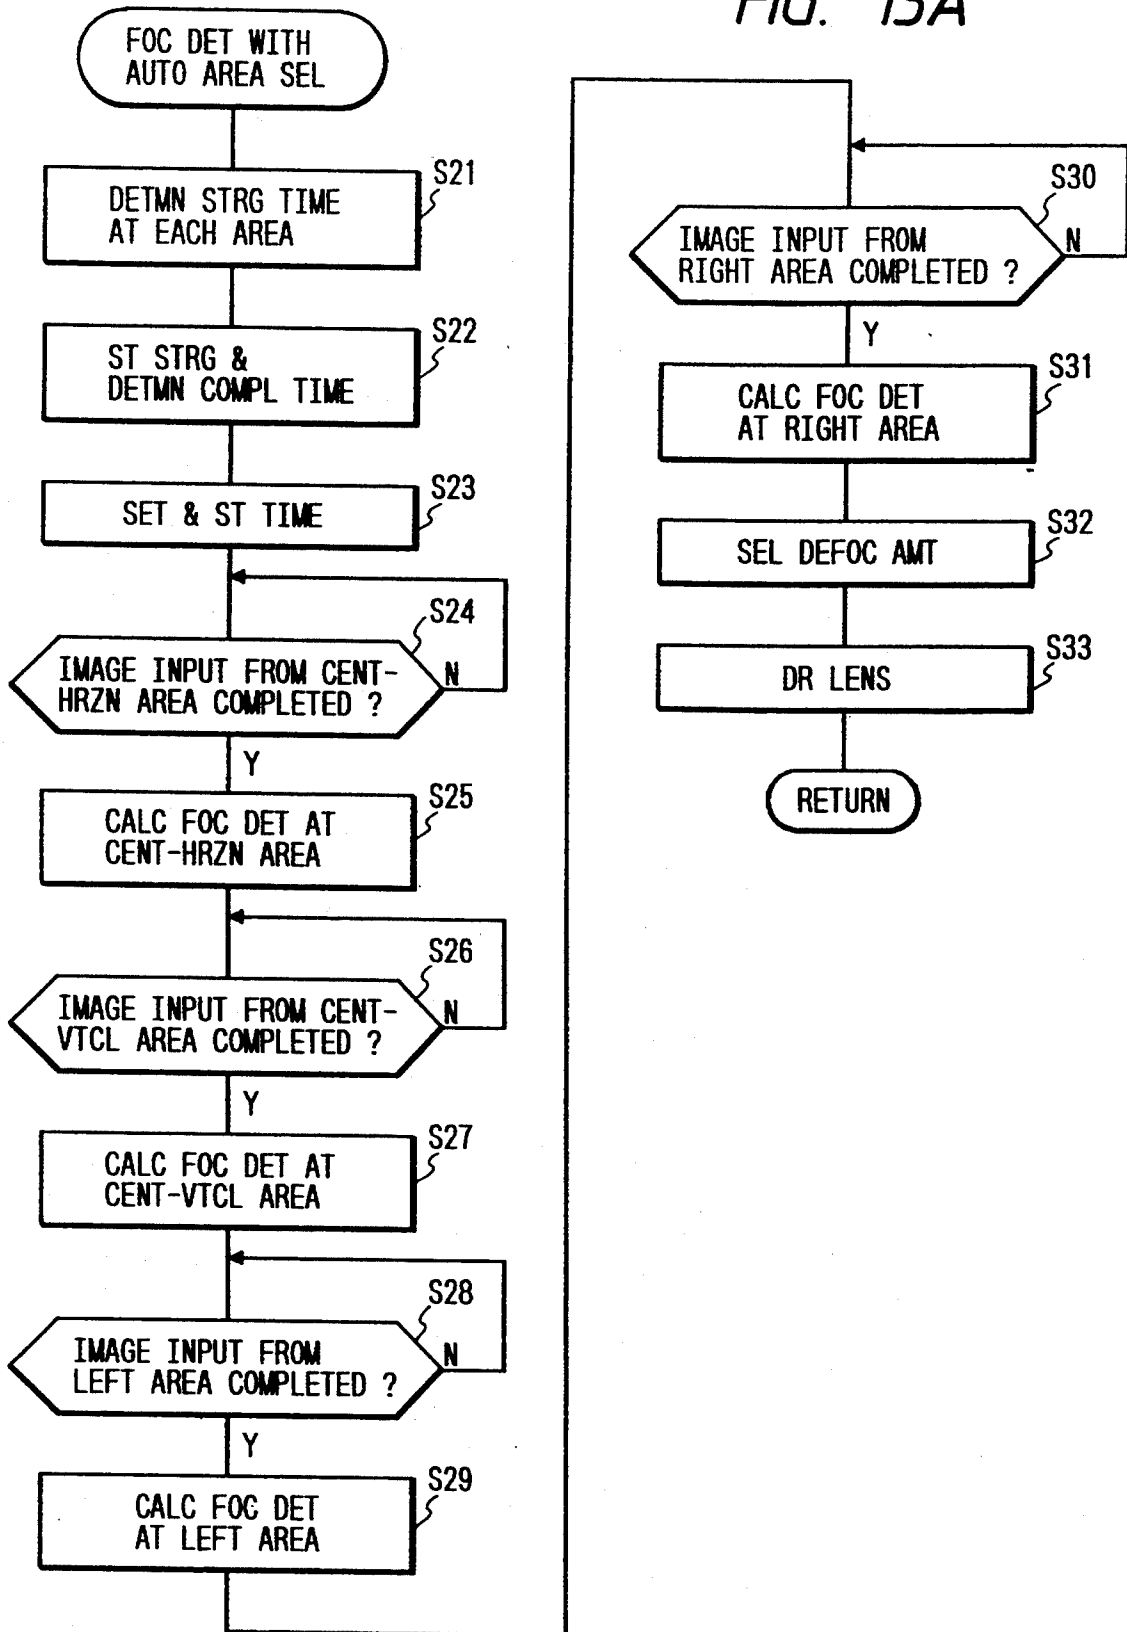 FIG. 13A
FOC DET WITH
AUTO AREA SEL
S21
DETMN STRG TIME
AT EACH AREA
S22
ST STRG &
DETMN COMPL TIME
S23
SET & ST TIME
S24
IMAGE INPUT FROM CENT-
HRZN AREA COMPLETED ?
N
Y
S25
CALC FOC DET AT
CENT-HRZN AREA
S26
IMAGE INPUT FROM CENT-
VTCL AREA COMPLETED ?
N
Y
S27
CALC FOC DET AT
CENT-VTCL AREA
S28
IMAGE INPUT FROM
LEFT AREA COMPLETED ?
N
Y
S29
CALC FOC DET
AT LEFT AREA
S30
IMAGE INPUT FROM
RIGHT AREA COMPLETED ?
N
Y
S31
CALC FOC DET
AT RIGHT AREA
S32
SEL DEFOC AMT
S33
DR LENS
RETURN